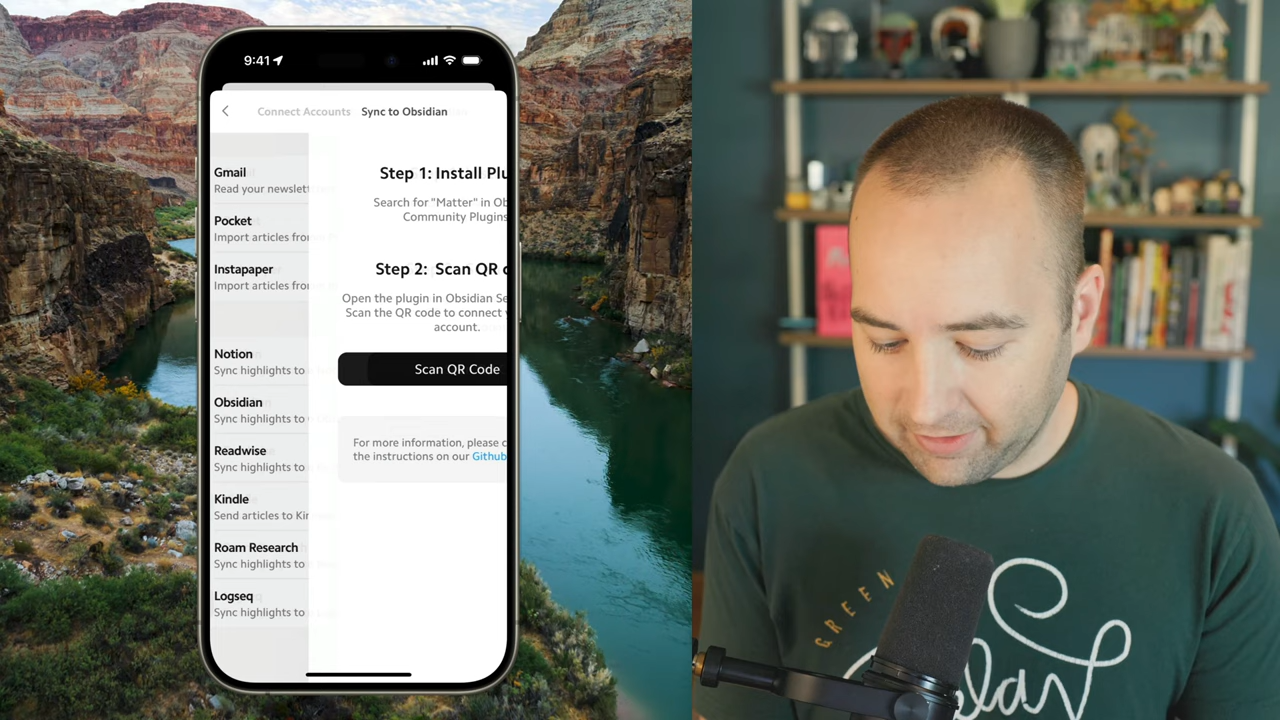 9:41
Connect Accounts Sync to Obsidian
Gmail
Read your newslett
Pocket
Import articles from
Instapaper
Import articles from
Notion
Sync highlights to
Obsidian
Sync highlights to
Readwise
Sync highlights to
Kindle
Send articles to Kin
Roam Research
Sync highlights to
Logseq
Sync highlights to
Step 1: Install Plu
Search for "Matter" in Ob
Community Plugins
Step 2: Scan QR c
Open the plugin in Obsidian Se
Scan the QR code to connect
account.
Scan QR Code
For more information, please c
the instructions on our Github
GREEN